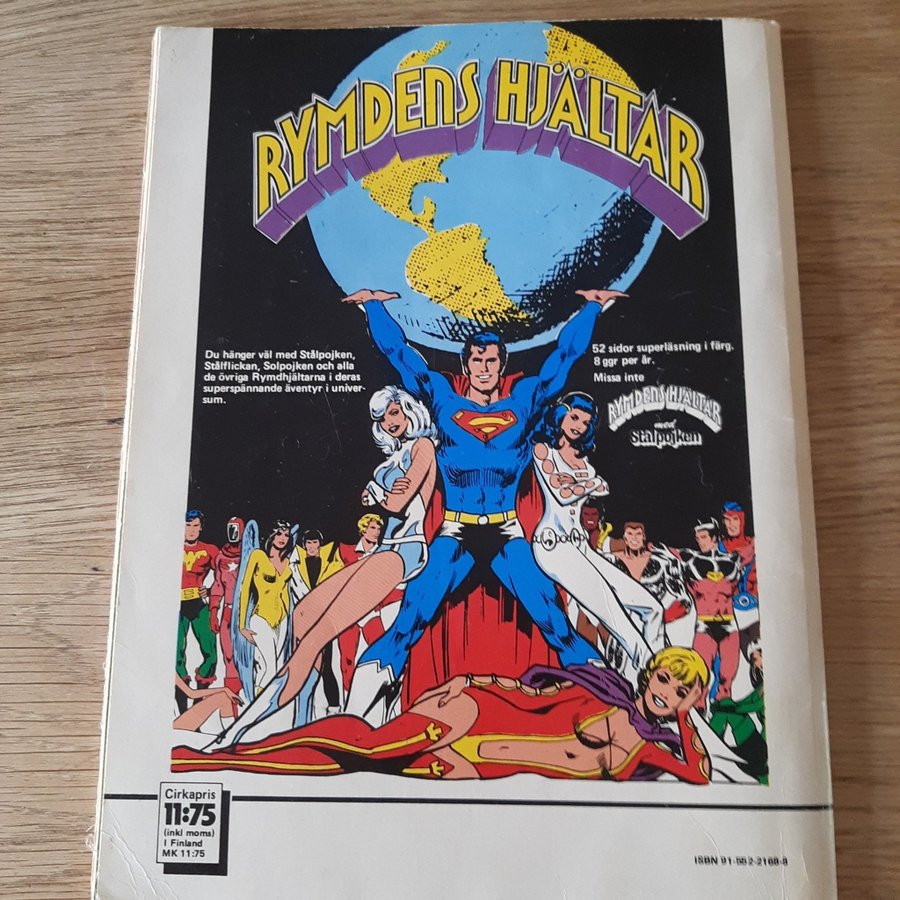 RYMDENS HJÄLTAR
Du hänger väl med Stålpojken,
Stålflickan, Solpojken och alla
de övriga Rymdhjältarna i deras
superspännande äventyr i univer-
sum.
52 sidor superläsning i färg.
8 ggr per år.
Missa inte
RYMDENS HJÄLTAR
med
Stålpojken
S
Cirkapris
11:75
(inkl moms)
I Finland
MK 11:75
ISBN 91-552-2168-8